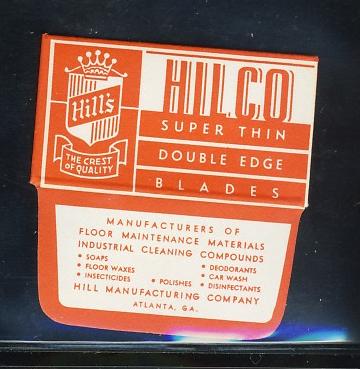 Hill's
THE CREST
OF QUALITY
HILCO
SUPER THIN
DOUBLE EDGE
BLADES
MANUFACTURERS OF
FLOOR MAINTENANCE MATERIALS
INDUSTRIAL CLEANING COMPOUNDS
• SOAPS • DEODORANTS
• FLOOR WAXES • CAR WASH
• INSECTICIDES • POLISHES • DISINFECTANTS
HILL MANUFACTURING COMPANY
ATLANTA, GA.